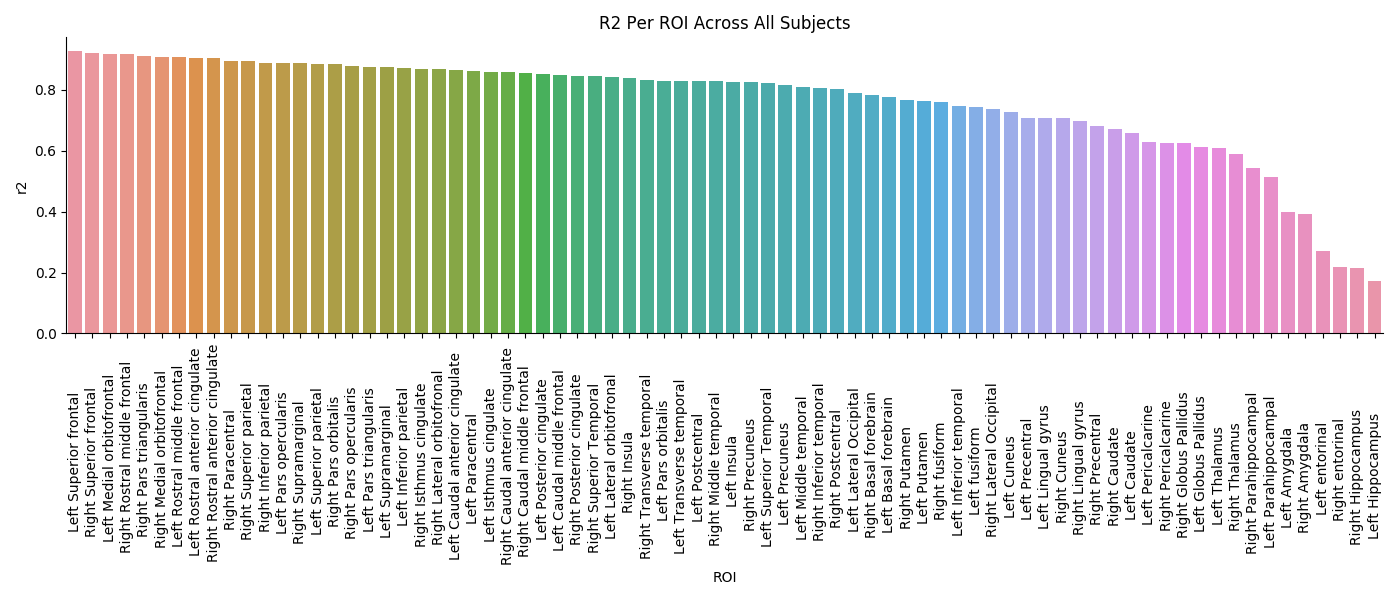 R2 Per ROI Across All Subjects
r2
0.8
0.6
0.4
0.2
0.0
Left Superior frontal
Right Superior frontal
Left Medial orbitofrontal
Right Rostral middle frontal
Right Pars triangularis
Right Medial orbitofrontal
Left Rostral middle frontal
Left Rostral anterior cingulate
Right Rostral anterior cingulate
Right Paracentral
Right Superior parietal
Right Inferior parietal
Left Pars opercularis
Right Supramarginal
Left Superior parietal
Right Pars orbitalis
Right Pars opercularis
Left Pars triangularis
Left Supramarginal
Left Inferior parietal
Right Isthmus cingulate
Right Lateral orbitofronal
Left Caudal anterior cingulate
Left Paracentral
Left Isthmus cingulate
Right Caudal anterior cingulate
Right Cauda middle frontal
Left Posterior cingulate
Left Caudal middle frontal
Right Posterior cingulate
Right Superior Temporal
Left Lateral orbitofronal
Right Insula
Right Transverse temporal
Left Pars orbitalis
Left Transverse temporal
Left Postcentral
Right Middle temporal
Left Insula
Right Precuneus
Left Superior Temporal
Left Precuneus
Left Middle temporal
Right Inferior temporal
Right Postcentral
Left Lateral Occipital
Right Basal forebrain
Left Basal forebrain
Right Putamen
Left Putamen
Right fusiform
Left Inferior temporal
Left fusiform
Right Lateral Occipital
Left Cuneus
Left Precentral
Left Lingual gyrus
Right Cuneus
Right Lingual gyrus
Right Precentral
Right Caudate
Left Caudate
Left Pericalcarine
Right Pericalcarine
Right Globus Pallidus
Left Globus Pallidus
Left Thalamus
Right Thalamus
Right Parahippocampal
Left Parahippocampal
Left Amygdala
Right Amygdala
Left entorinal
Right entorinal
Right Hippocampus
Left Hippocampus
ROI